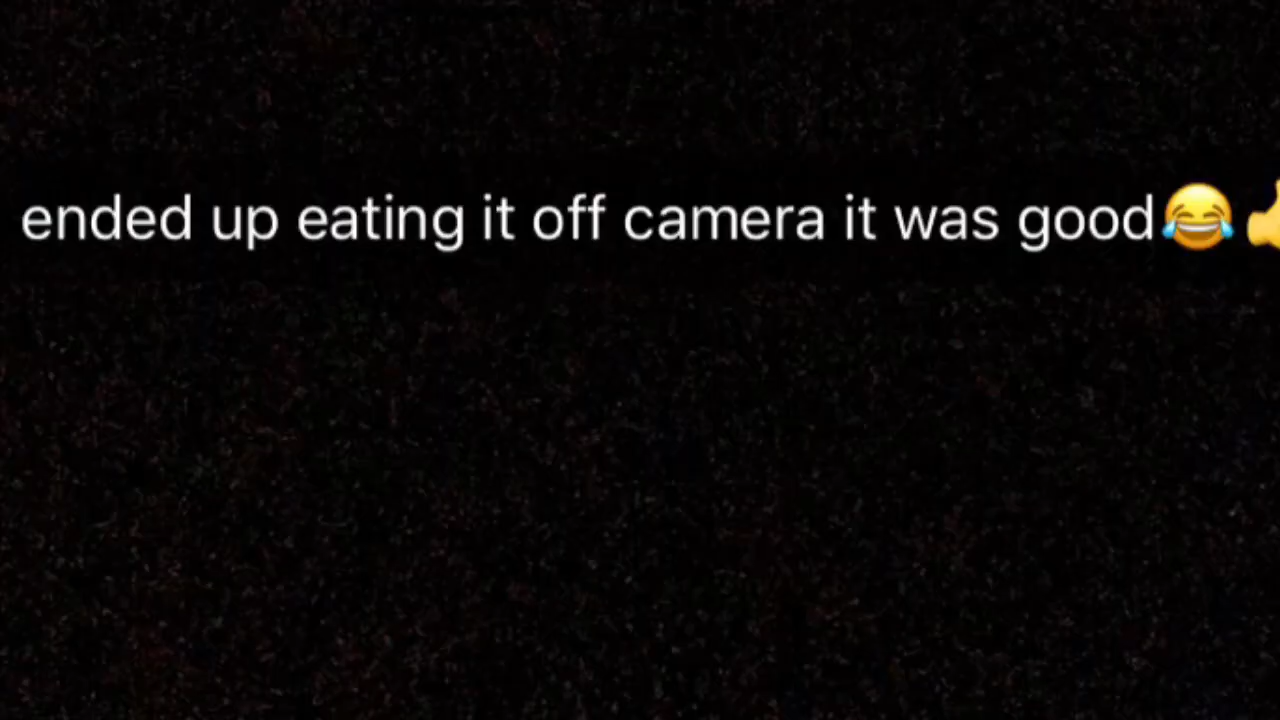 ended up eating it off camera it was good😂👍